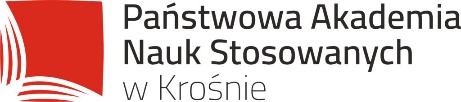 Państwowa Akademia
Nauk Stosowanych
w Krośnie